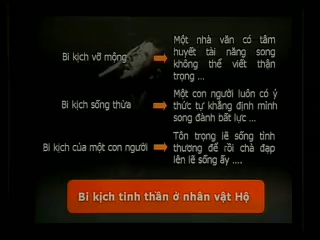 Bi kịch vỡ mộng
Một nhà văn có tâm
huyết tài năng song
không thể viết thận
trọng ...
Bi kịch sống thừa
Một con người luôn có ý
thức tự khẳng định mình
song đành bất lực ...
Bi kịch của một con người
Tôn trọng lẽ sống tình
thương để rồi chà đạp
lên lẽ sống ấy ....
Bi kịch tinh thần ở nhân vật Hộ